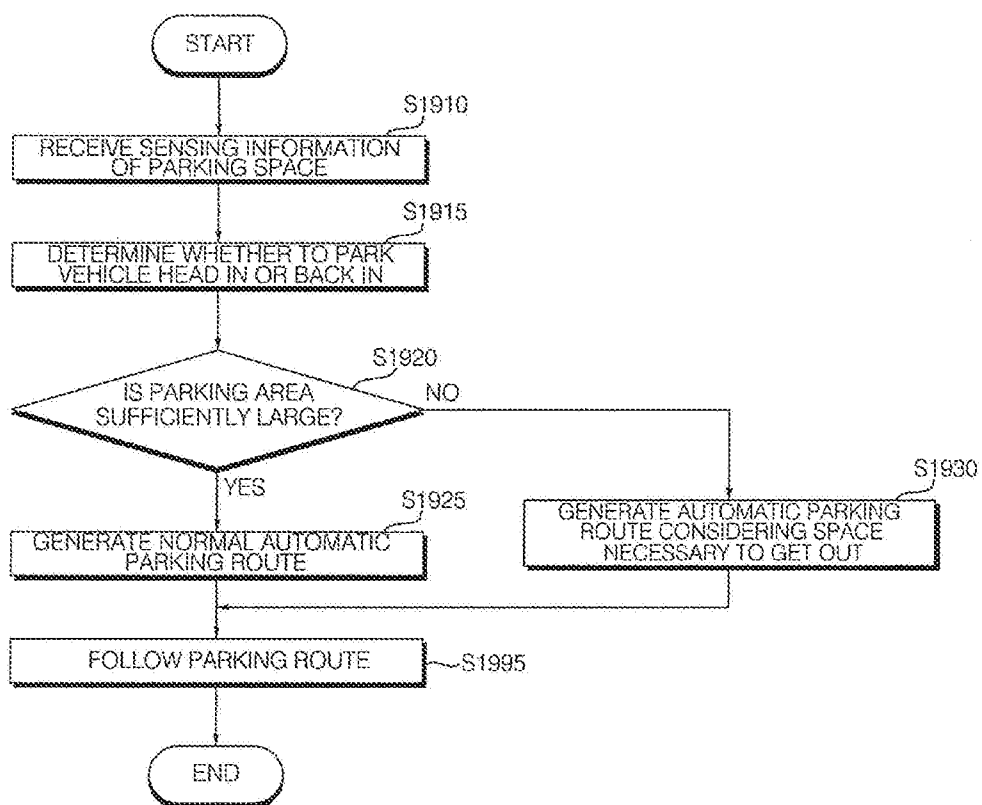 START
S1910
RECEIVE SENSING INFORMATION
OF PARKING SPACE
S1915
DETERMINE WHETHER TO PARK
VEHICLE HEAD IN OR BACK IN
S1920
IS PARKING AREA
SUFFICIENTLY LARGE?
NO
YES
S1925
GENERATE NORMAL AUTOMATIC
PARKING ROUTE
S1930
GENERATE AUTOMATIC PARKING
ROUTE CONSIDERING SPACE
NECESSARY TO GET OUT
FOLLOW PARKING ROUTE
S1995
END